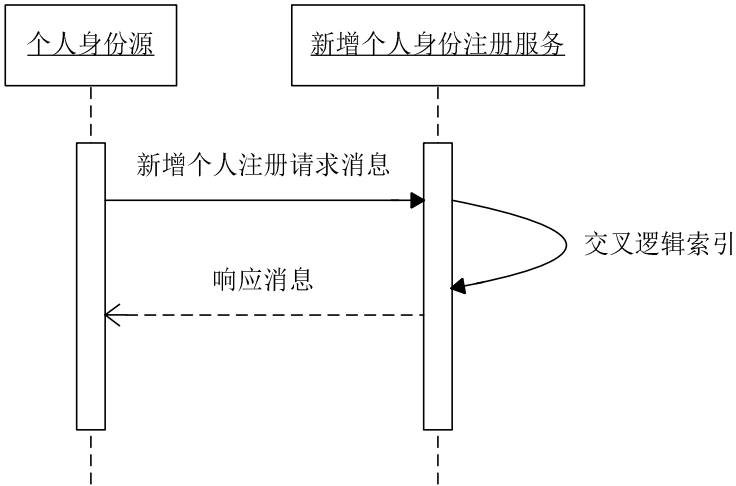 个人身份源
新增个人身份注册服务
新增个人注册请求消息
交叉逻辑索引
响应消息